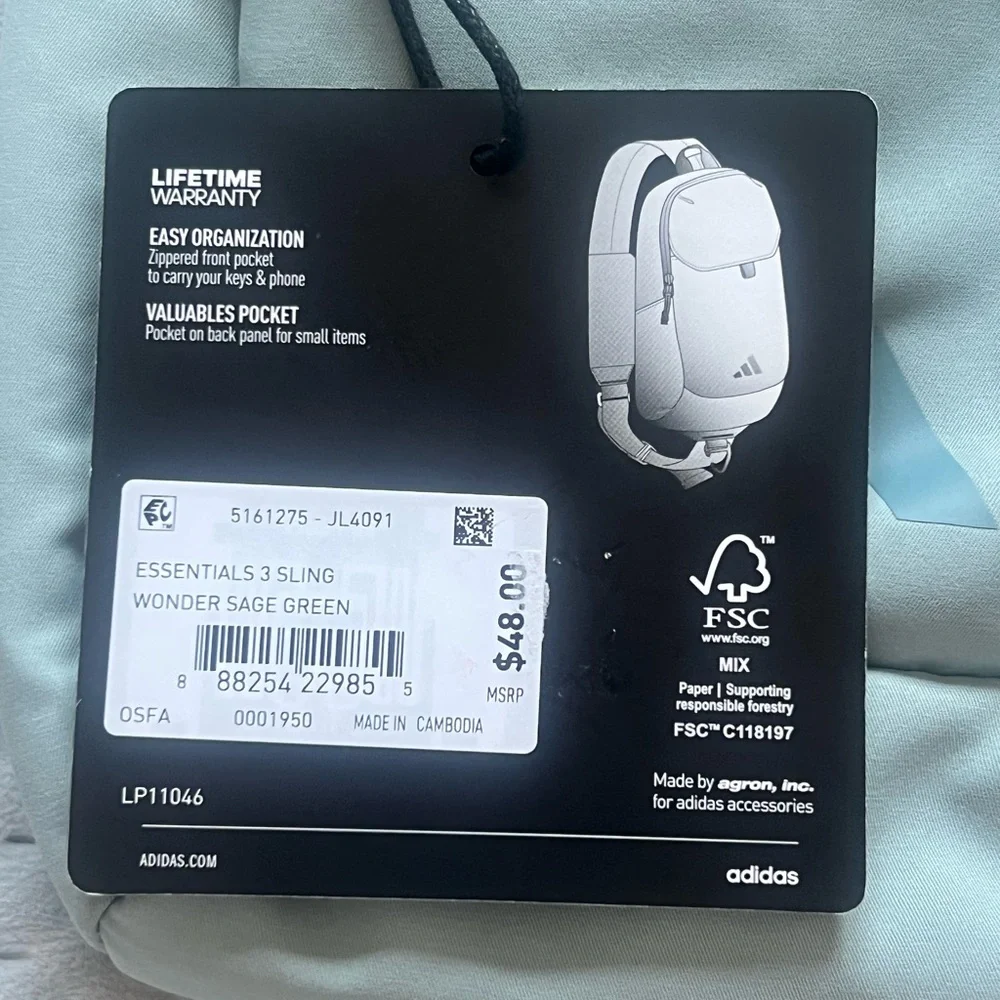 LIFETIME
WARRANTY
EASY ORGANIZATION
Zippered front pocket
to carry your keys & phone
VALUABLES POCKET
Pocket on back panel for small items
EPC™
5161275 - JL4091
ESSENTIALS 3 SLING
WONDER SAGE GREEN
8 88254 22985 5
$48.00
MSRP
OSFA 0001950 MADE IN CAMBODIA
FSC™
www.fsc.org
MIX
Paper | Supporting
responsible forestry
FSC™ C118197
LP11046
Made by agron, inc.
for adidas accessories
ADIDAS.COM
adidas